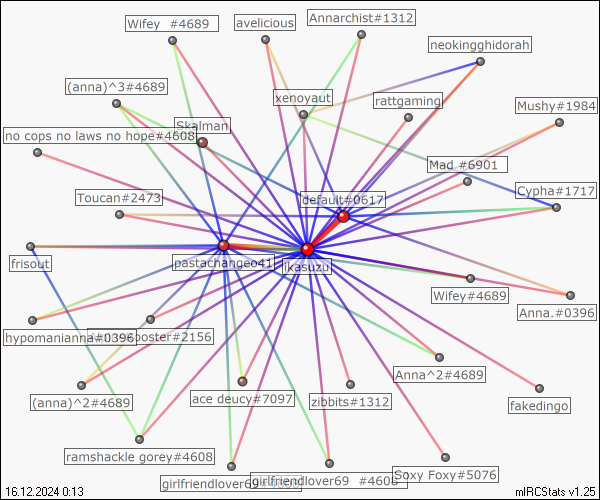 Wifey #4689
avelicious
Annarchist#1312
neokingghidorah
(anna)^3#4689
xenoyaut
rattgaming
Mushy#1984
Skalman
no cops no laws no hope#4608
Mad #6901
Toucan#2473
default#0617
Cypha#1717
frisout
pastachangeo41
ikasuzu
Wifey#4689
Anna.#0396
hypomanianna#0396
ooster#2156
Anna^2#4689
(anna)^2#4689
ace deucy#7097
zibbits#1312
fakedingo
ramshackle gorey#4608
Soxy Foxy#5076
girlfriendlover69
girlfriendlover69 #4608
16.12.2024 0:13
mIRCStats v1.25